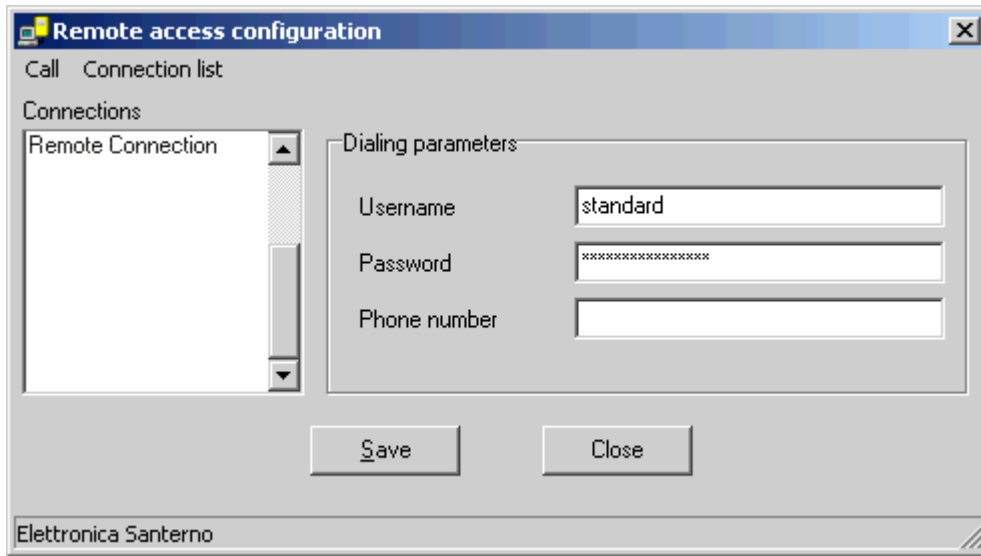 Remote access configuration
Call Connection list
Connections
Remote Connection
Dialing parameters
Username
standard
Password
****************
Phone number
Save
Close
Elettronica Santerno